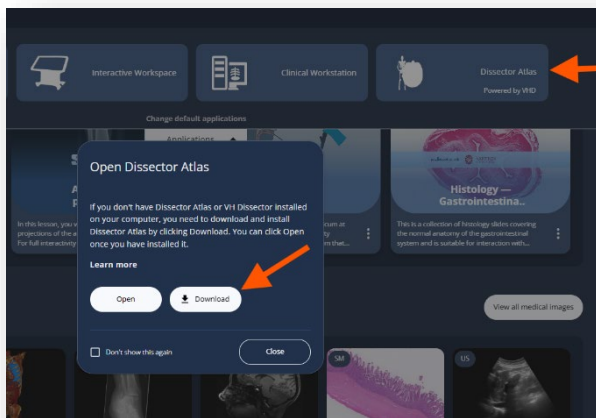 Interactive Workspace
Clinical Workstation
Dissector Atlas
Powered by VHD
Change default applications
Applications
Open Dissector Atlas
If you don't have Dissector Atlas or VH Dissector installed
on your computer, you need to download and install
Dissector Atlas by clicking Download. You can click Open
once you have installed it.
Learn more
Open
Download
Don't show this again
Close
Histology —
Gastrointestina..
In this lesson, you v
projections of the a
For full interactivity
This is a collection of histology slides covering
the normal anatomy of the gastrointestinal
system and is suitable for interaction with...
View all medical images
SM
US